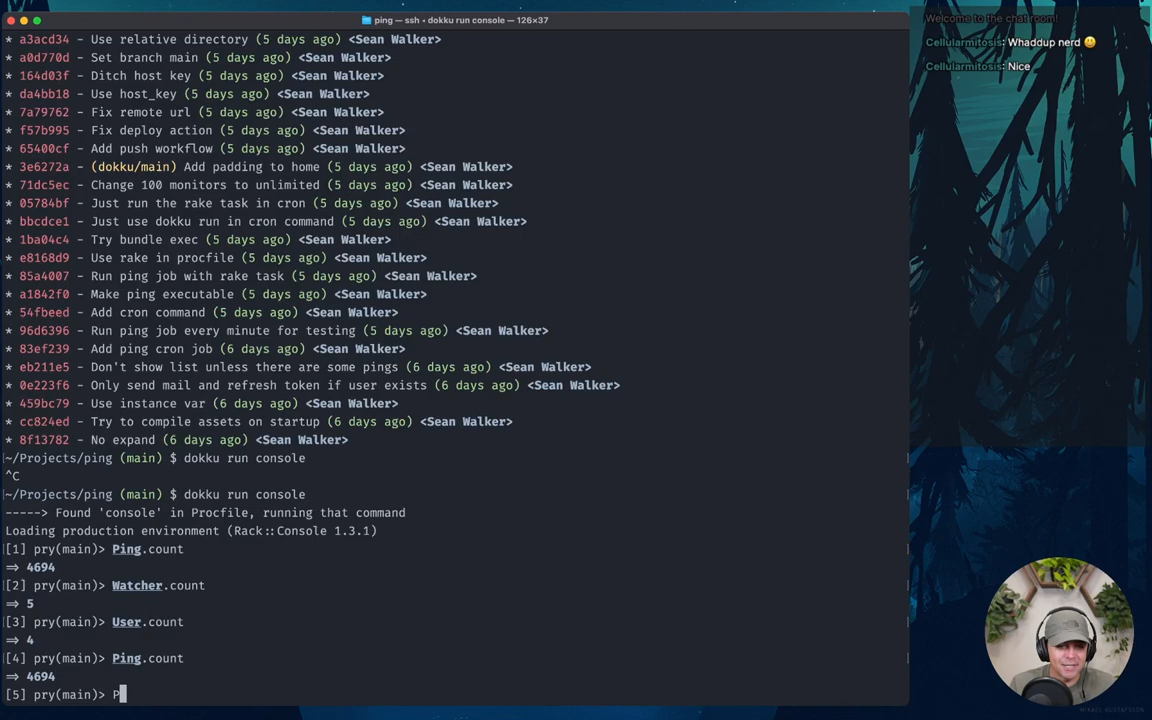 ping — ssh ◂ dokku run console — 126×37
* a3acd34 - Use relative directory (5 days ago) <Sean Walker>
* a0d770d - Set branch main (5 days ago) <Sean Walker>
* 164d03f - Ditch host key (5 days ago) <Sean Walker>
* da4bb18 - Use host_key (5 days ago) <Sean Walker>
* 7a79762 - Fix remote url (5 days ago) <Sean Walker>
* f57b995 - Fix deploy action (5 days ago) <Sean Walker>
* 65400cf - Add push workflow (5 days ago) <Sean Walker>
* 3e6272a - (dokku/main) Add padding to home (5 days ago) <Sean Walker>
* 71dc5ec - Change 100 monitors to unlimited (5 days ago) <Sean Walker>
* 05784bf - Just run the rake task in cron (5 days ago) <Sean Walker>
* bbcdce1 - Just use dokku run in cron command (5 days ago) <Sean Walker>
* 1ba04c4 - Try bundle exec (5 days ago) <Sean Walker>
* e8168d9 - Use rake in procfile (5 days ago) <Sean Walker>
* 85a4007 - Run ping job with rake task (5 days ago) <Sean Walker>
* a1842f0 - Make ping executable (5 days ago) <Sean Walker>
* 54fbeed - Add cron command (5 days ago) <Sean Walker>
* 96d6396 - Run ping job every minute for testing (5 days ago) <Sean Walker>
* 83ef239 - Add ping cron job (6 days ago) <Sean Walker>
* eb211e5 - Don't show list unless there are some pings (6 days ago) <Sean Walker>
* 0e223f6 - Only send mail and refresh token if user exists (6 days ago) <Sean Walker>
* 459bc79 - Use instance var (6 days ago) <Sean Walker>
* cc824ed - Try to compile assets on startup (6 days ago) <Sean Walker>
* 8f13782 - No expand (6 days ago) <Sean Walker>
~/Projects/ping (main) $ dokku run console
^C
~/Projects/ping (main) $ dokku run console
-----> Found 'console' in Procfile, running that command
Loading production environment (Rack::Console 1.3.1)
[1] pry(main)> Ping.count
=> 4694
[2] pry(main)> Watcher.count
=> 5
[3] pry(main)> User.count
=> 4
[4] pry(main)> Ping.count
=> 4694
[5] pry(main)> P
Welcome to the chat room!
Cellularmitosis: Whaddup nerd 😃
Cellularmitosis: Nice
MIKAEL GUSTAFSSON